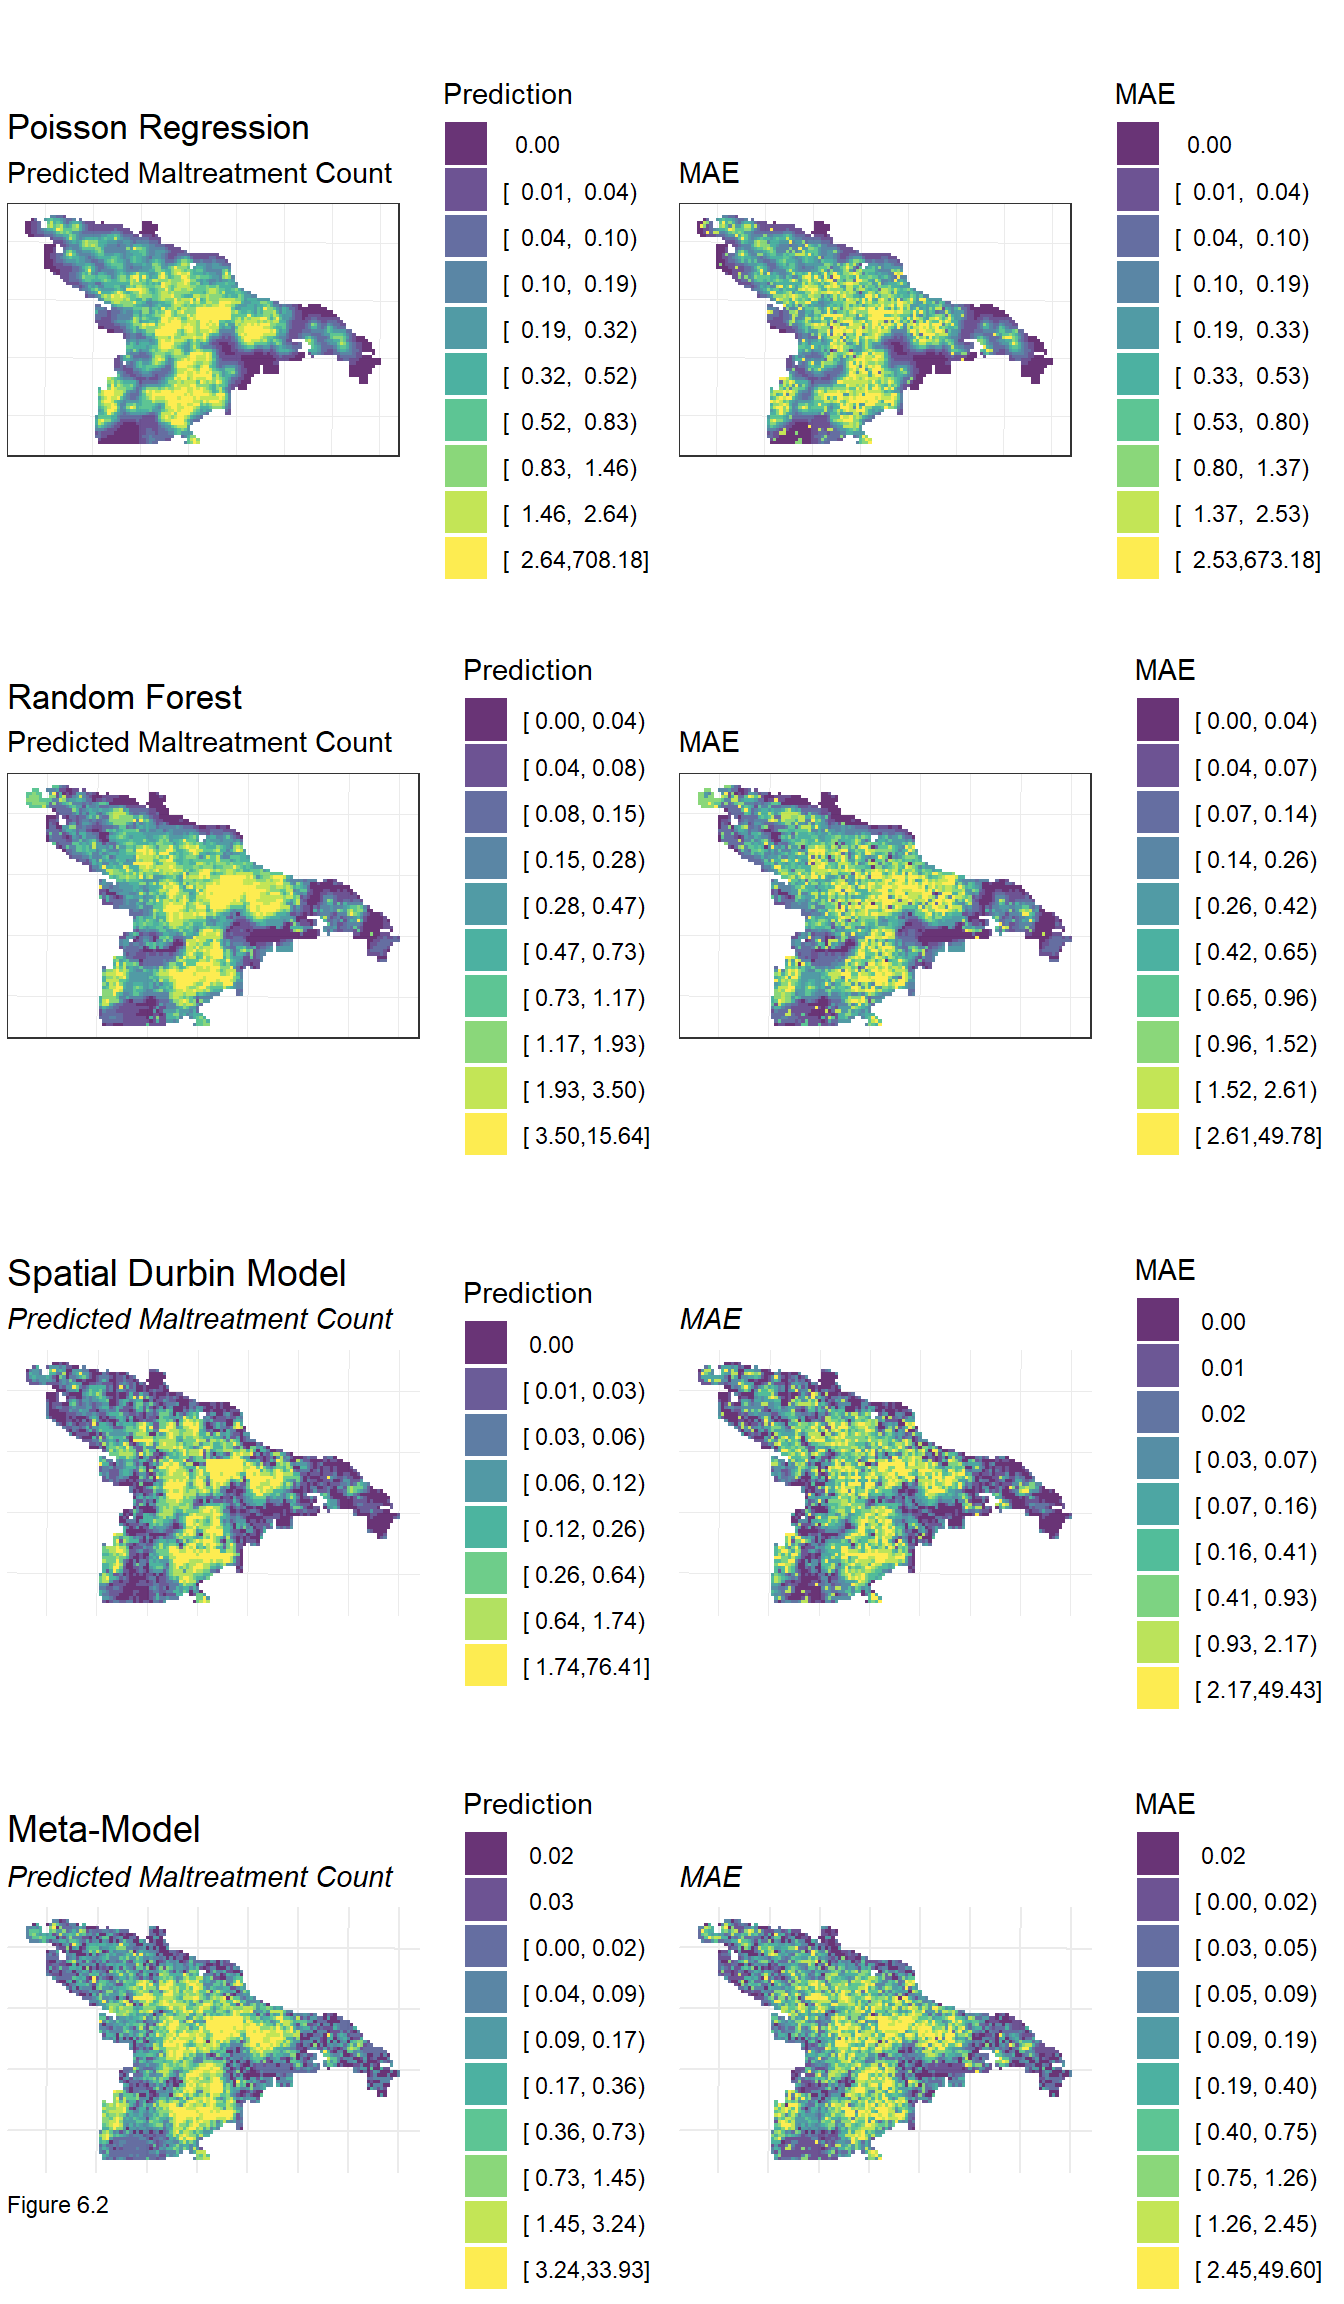 Poisson Regression
Predicted Maltreatment Count
Prediction
0.00
[ 0.01, 0.04)
[ 0.04, 0.10)
[ 0.10, 0.19)
[ 0.19, 0.32)
[ 0.32, 0.52)
[ 0.52, 0.83)
[ 0.83, 1.46)
[ 1.46, 2.64)
[ 2.64,708.18]
MAE
MAE
0.00
[ 0.01, 0.04)
[ 0.04, 0.10)
[ 0.10, 0.19)
[ 0.19, 0.33)
[ 0.33, 0.53)
[ 0.53, 0.80)
[ 0.80, 1.37)
[ 1.37, 2.53)
[ 2.53,673.18]
Random Forest
Predicted Maltreatment Count
Prediction
[ 0.00, 0.04)
[ 0.04, 0.08)
[ 0.08, 0.15)
[ 0.15, 0.28)
[ 0.28, 0.47)
[ 0.47, 0.73)
[ 0.73, 1.17)
[ 1.17, 1.93)
[ 1.93, 3.50)
[ 3.50,15.64]
MAE
MAE
[ 0.00, 0.04)
[ 0.04, 0.07)
[ 0.07, 0.14)
[ 0.14, 0.26)
[ 0.26, 0.42)
[ 0.42, 0.65)
[ 0.65, 0.96)
[ 0.96, 1.52)
[ 1.52, 2.61)
[ 2.61,49.78]
Spatial Durbin Model
Predicted Maltreatment Count
Prediction
0.00
[ 0.01, 0.03)
[ 0.03, 0.06)
[ 0.06, 0.12)
[ 0.12, 0.26)
[ 0.26, 0.64)
[ 0.64, 1.74)
[ 1.74,76.41]
MAE
MAE
0.00
0.01
0.02
[ 0.03, 0.07)
[ 0.07, 0.16)
[ 0.16, 0.41)
[ 0.41, 0.93)
[ 0.93, 2.17)
[ 2.17,49.43]
Meta-Model
Predicted Maltreatment Count
Prediction
0.02
0.03
[ 0.00, 0.02)
[ 0.04, 0.09)
[ 0.09, 0.17)
[ 0.17, 0.36)
[ 0.36, 0.73)
[ 0.73, 1.45)
[ 1.45, 3.24)
[ 3.24,33.93]
MAE
MAE
0.02
[ 0.00, 0.02)
[ 0.03, 0.05)
[ 0.05, 0.09)
[ 0.09, 0.19)
[ 0.19, 0.40)
[ 0.40, 0.75)
[ 0.75, 1.26)
[ 1.26, 2.45)
[ 2.45,49.60]
Figure 6.2